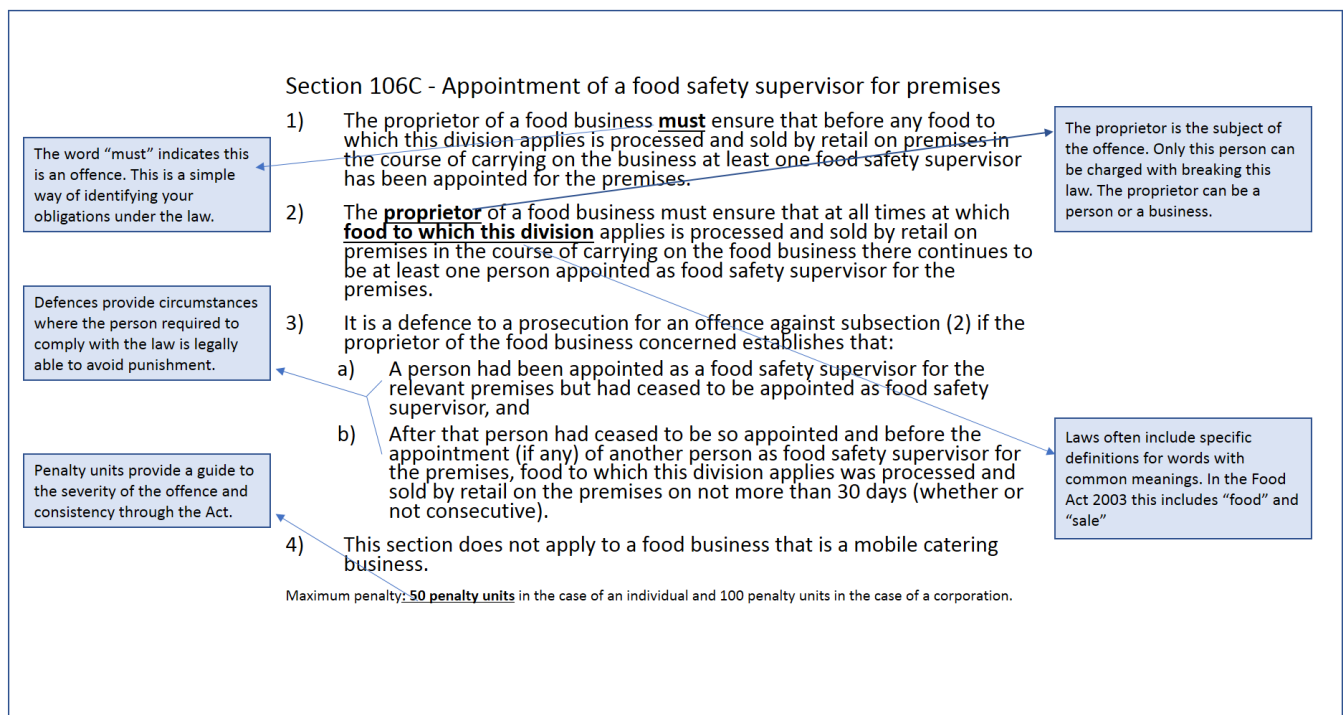 Section 106C - Appointment of a food safety supervisor for premises
1) The proprietor of a food business must ensure that before any food to
which this division applies is processed and sold by retail on premises in
the course of carrying on the business at least one food safety supervisor
has been appointed for the premises.
2) The proprietor of a food business must ensure that at all times at which
food to which this division applies is processed and sold by retail on
premises in the course of carrying on the food business there continues to
be at least one person appointed as food safety supervisor for the
premises.
3) It is a defence to a prosecution for an offence against subsection (2) if the
proprietor of the food business concerned establishes that:
a) A person had been appointed as a food safety supervisor for the
relevant premises but had ceased to be appointed as food safety
supervisor, and
b) After that person had ceased to be so appointed and before the
appointment (if any) of another person as food safety supervisor for
the premises, food to which this division applies was processed and
sold by retail on the premises on not more than 30 days (whether or
not consecutive).
4) This section does not apply to a food business that is a mobile catering
business.
Maximum penalty: 50 penalty units in the case of an individual and 100 penalty units in the case of a corporation.
The word “must” indicates this
is an offence. This is a simple
way of identifying your
obligations under the law.
Defences provide circumstances
where the person required to
comply with the law is legally
able to avoid punishment.
Penalty units provide a guide to
the severity of the offence and
consistency through the Act.
The proprietor is the subject of
the offence. Only this person can
be charged with breaking this
law. The proprietor can be a
person or a business.
Laws often include specific
definitions for words with
common meanings. In the Food
Act 2003 this includes “food” and
“sale”